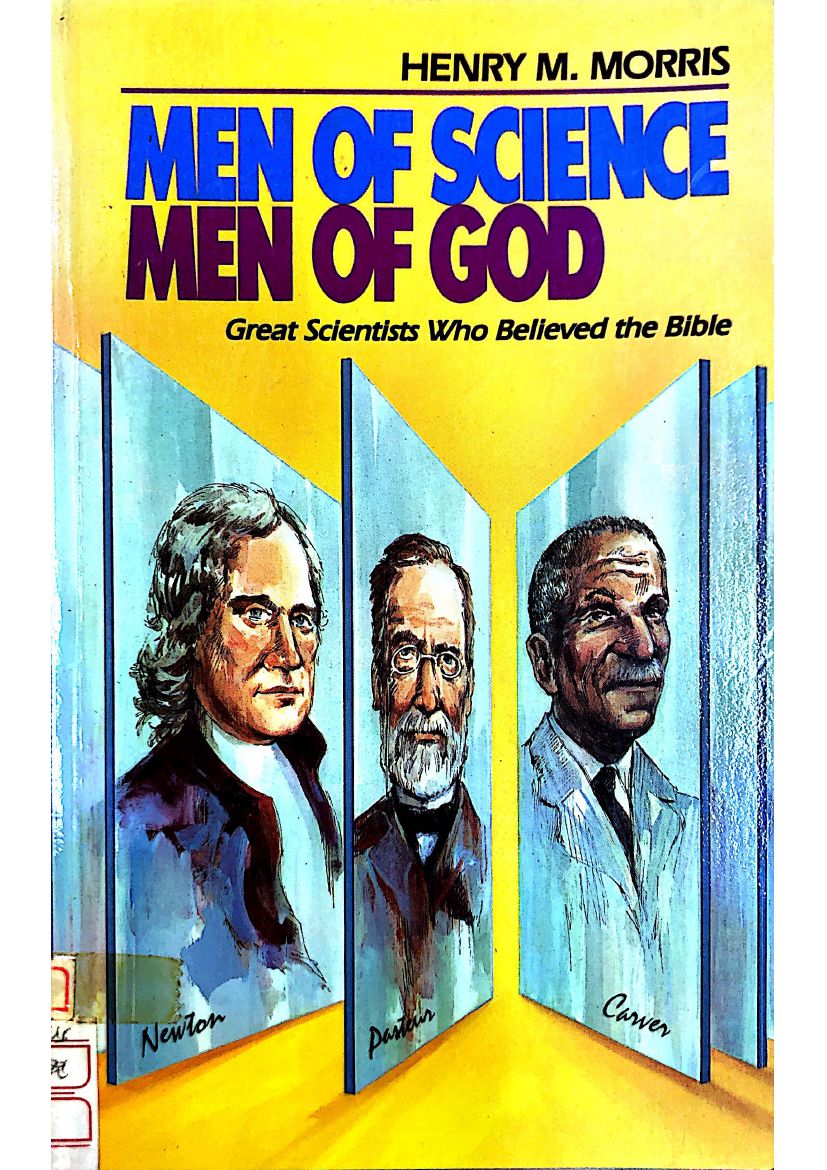 HENRY M. MORRIS
MEN OF SCIENCE
MEN OF GOD
Great Scientists Who Believed the Bible
Newton
Pasteur
Carver